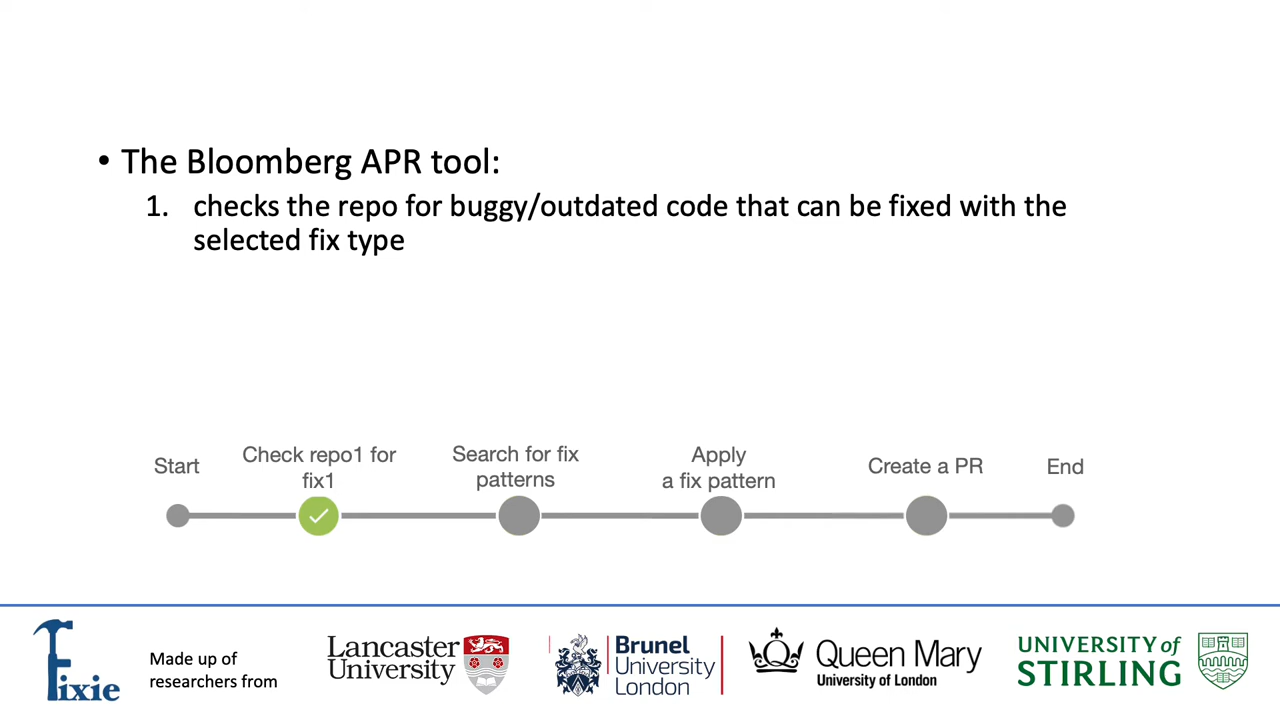 • The Bloomberg APR tool:
1. checks the repo for buggy/outdated code that can be fixed with the
selected fix type
Start
Check repo1 for
fix1
Search for fix
patterns
Apply
a fix pattern
Create a PR
End
Fixie
Made up of
researchers from
Lancaster
University
Brunel
University
London
Queen Mary
University of London
UNIVERSITY of
STIRLING